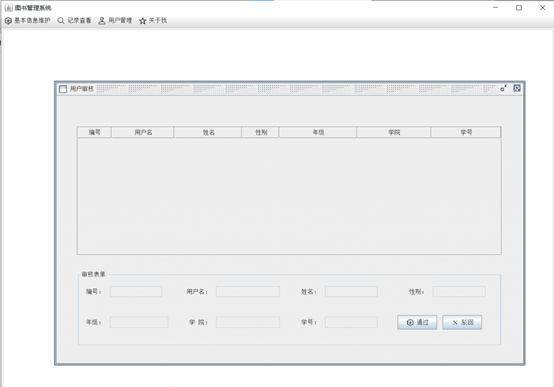 图书管理系统
基本信息维护 记录查看 用户管理 关于我
用户审核
编号 用户名 姓名 性别 年级 学院 学号
审核表单
编号： 用户名： 姓名： 性别：
年级： 学 院： 学号： 通过 驳回